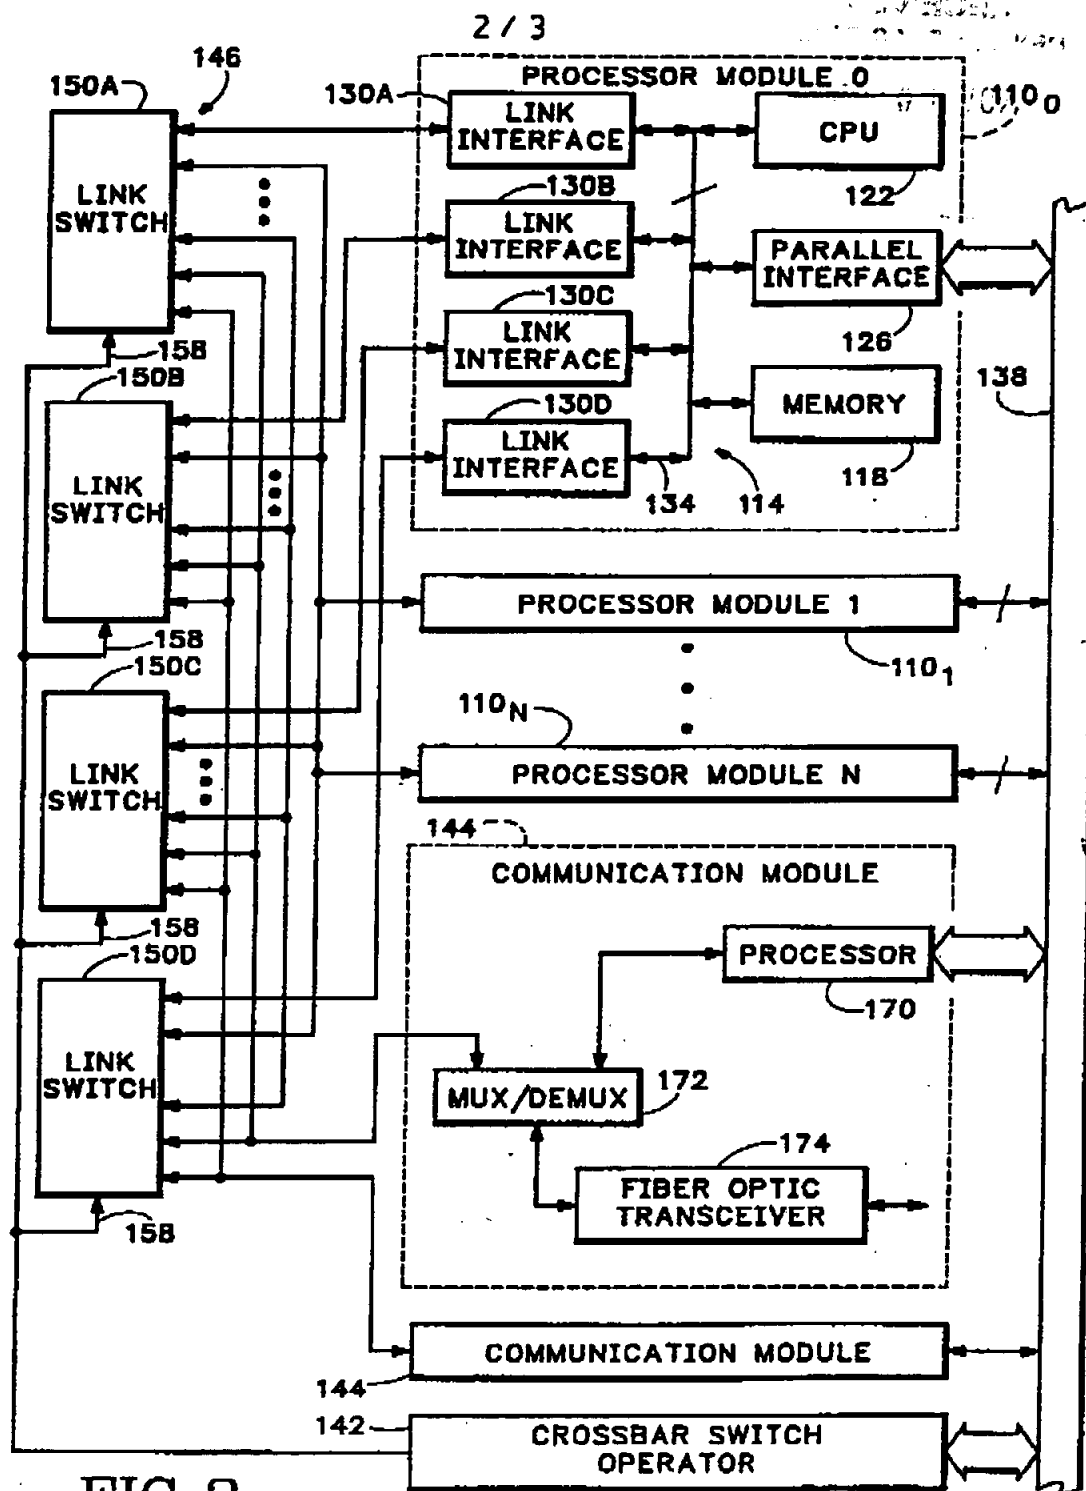 2 / 3
146
150A
PROCESSOR MODULE 0
110 0
130A
LINK
INTERFACE
CPU
122
LINK
SWITCH
130B
LINK
INTERFACE
PARALLEL
INTERFACE
126
130C
LINK
INTERFACE
158
150B
138
130D
MEMORY
118
LINK
INTERFACE
134
114
LINK
SWITCH
PROCESSOR MODULE 1
110 1
158
150C
110 N
PROCESSOR MODULE N
LINK
SWITCH
144
COMMUNICATION MODULE
158
150D
PROCESSOR
170
LINK
SWITCH
MUX/DEMUX
172
174
FIBER OPTIC
TRANSCEIVER
158
COMMUNICATION MODULE
144
142
CROSSBAR SWITCH
OPERATOR